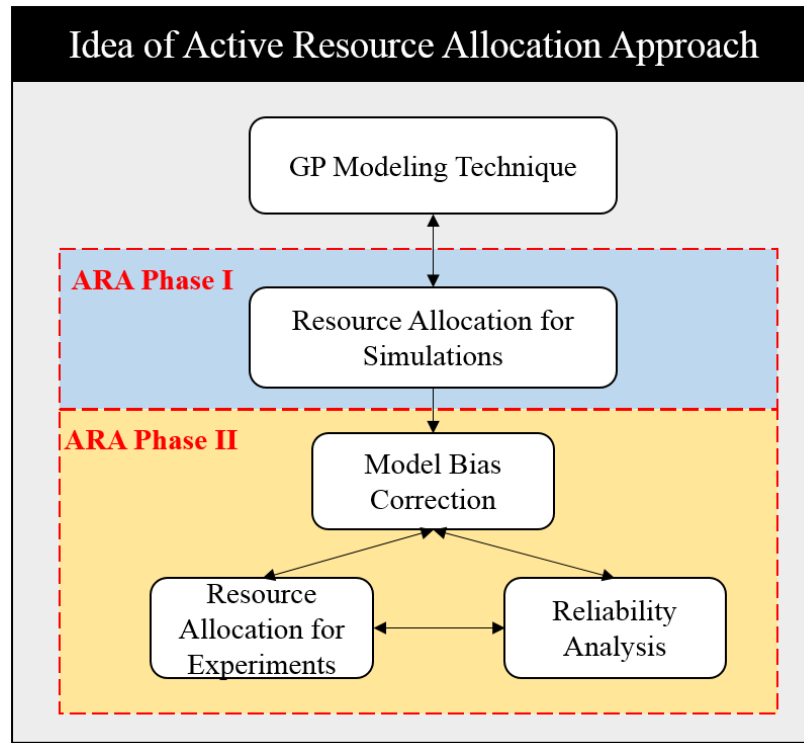 Idea of Active Resource Allocation Approach
GP Modeling Technique
ARA Phase I
Resource Allocation for
Simulations
ARA Phase II
Model Bias
Correction
Resource
Allocation for
Experiments
Reliability
Analysis